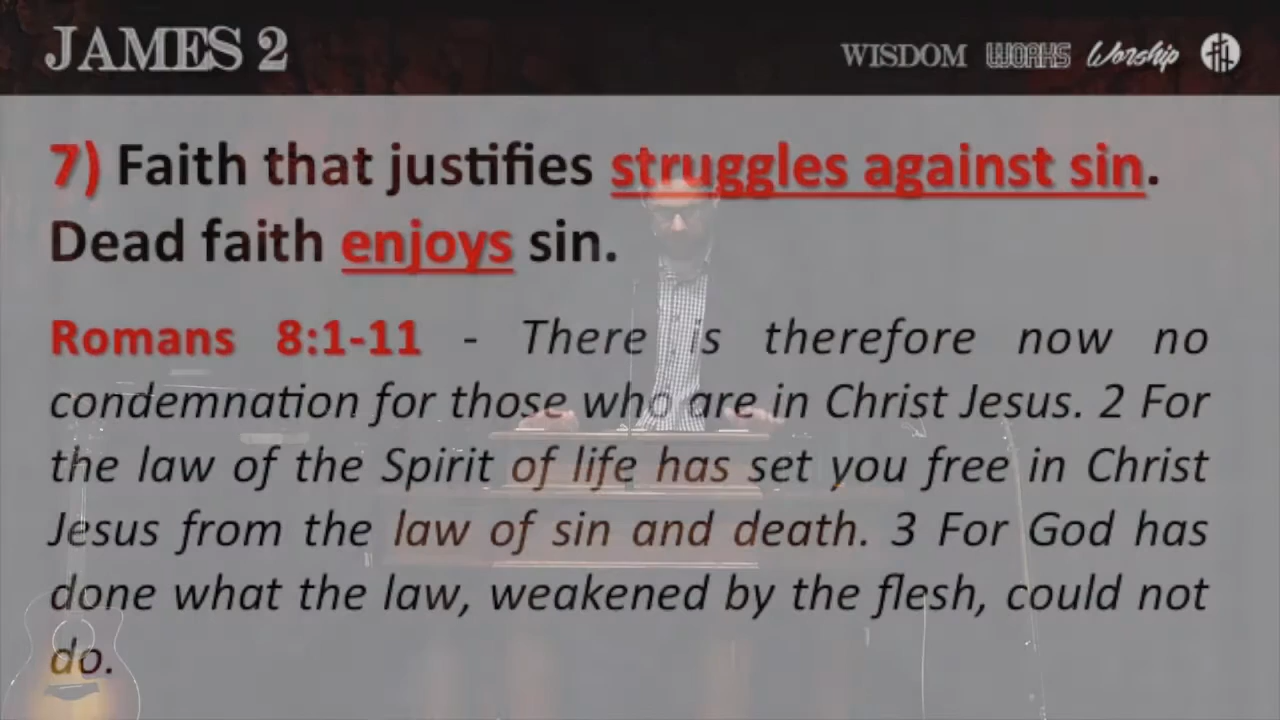 JAMES 2
WISDOM WORKS Worship
7) Faith that justifies struggles against sin.
Dead faith enjoys sin.
Romans 8:1-11 - There is therefore now no
condemnation for those who are in Christ Jesus. 2 For
the law of the Spirit of life has set you free in Christ
Jesus from the law of sin and death. 3 For God has
done what the law, weakened by the flesh, could not
do.